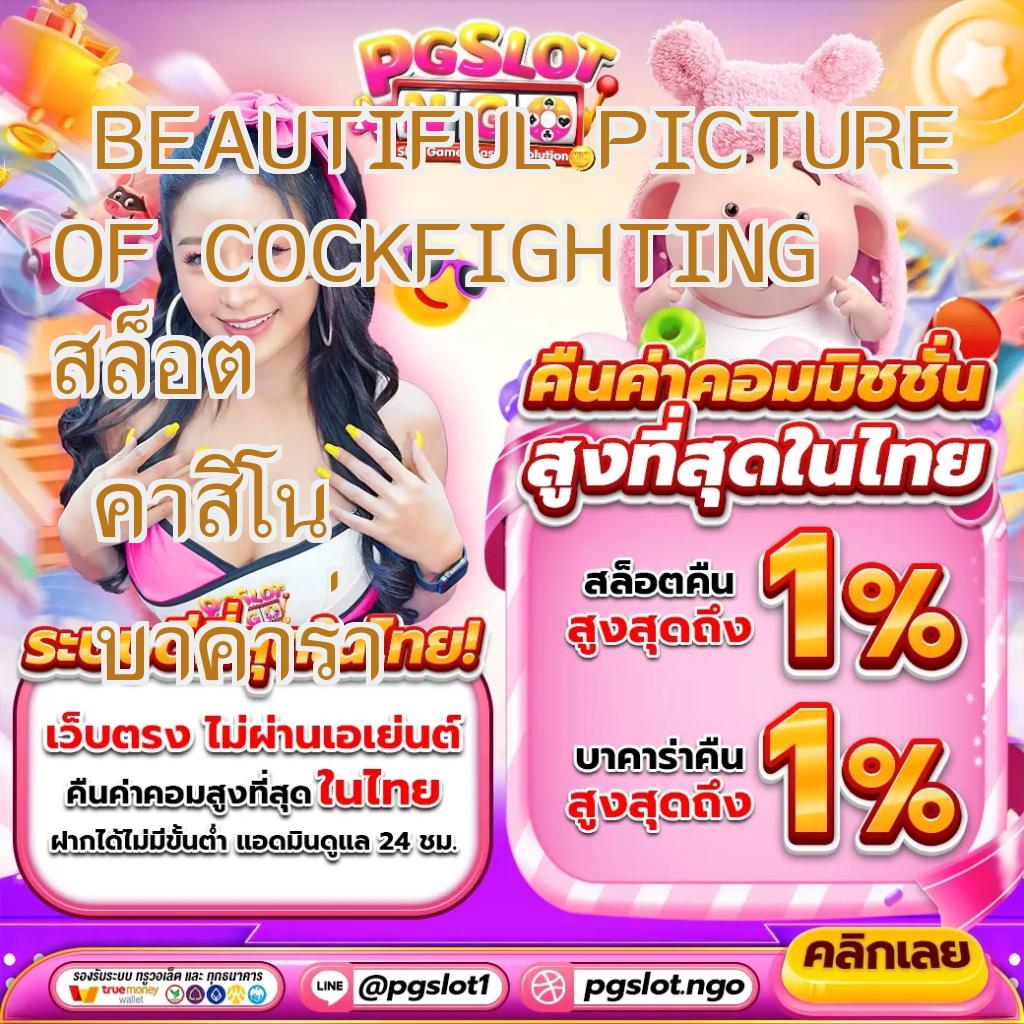 PGSLOT
NGO
BEAUTIFUL PICTURE
OF COCKFIGHTING
สล็อต
คาสิโน
บาคาร่า
คืนค่าคอมมิชชั่น
สูงที่สุดในไทย
สล็อตคืน
สูงสุดถึง
1%
บาคาร่าคืน
สูงสุดถึง
1%
เว็บตรง ไม่ผ่านเอเย่นต์
คืนค่าคอมสูงที่สุด ในไทย
ฝากได้ไม่มีขั้นต่ำ แอดมินดูแล 24 ชม.
คลิกเลย
รองรับระบบ ทรูวอเล็ต และ ทุกธนาคาร
truemoney
wallet
LINE @pgslot1
pgslot.ngo